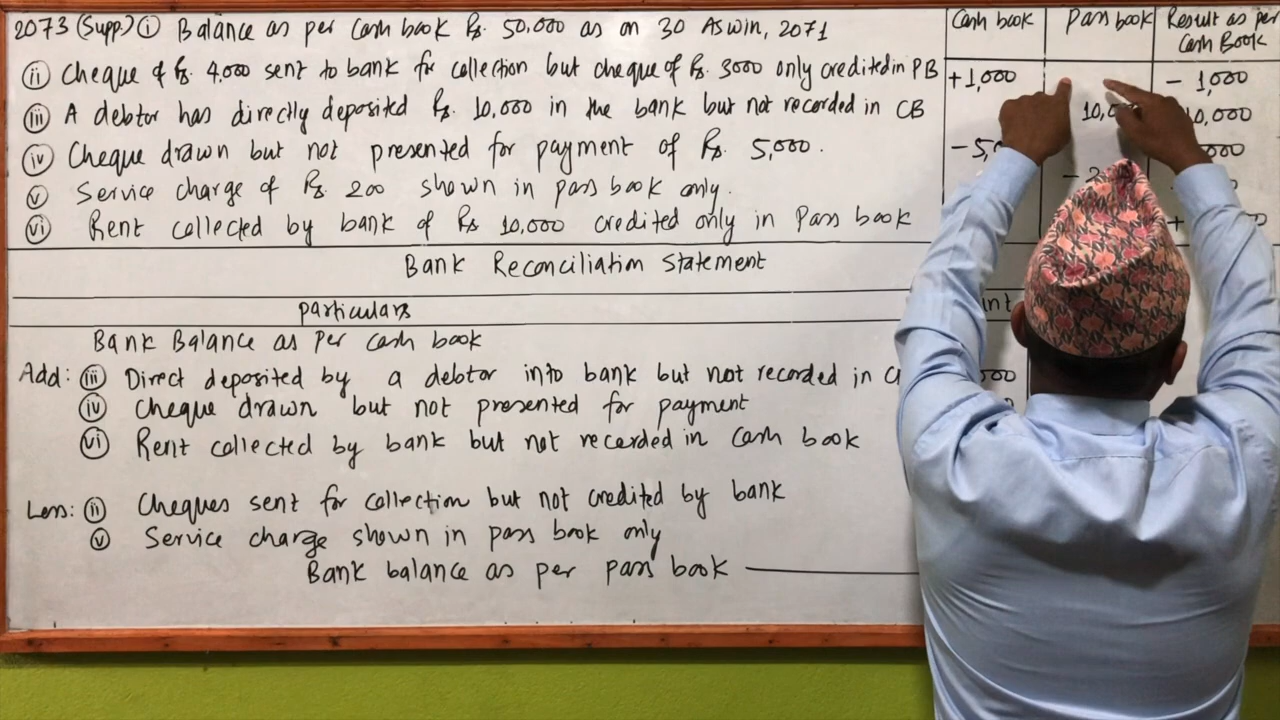 2073 (Supp.) (i) Balance as per Cash book Rs. 50,000 as on 30 Aswin, 2071
(ii) Cheque of Rs. 4,000 sent to bank for collection but cheque of Rs. 3000 only credited in PB
(iii) A debtor has directly deposited Rs. 10,000 in the bank but not recorded in CB
(iv) Cheque drawn but not presented for payment of Rs. 5,000.
(v) Service charge of Rs. 200 shown in pass book only.
(vi) Rent collected by bank of Rs 10,000 credited only in Pass book
Cash book Pass book Result as per Cash Book
+1,000 - 1,000
10,0 0,000
-5,0 000
- 2
+ 0
Bank Reconciliation Statement
Particulars
Bank Balance as per cash book
Add: (iii) Direct deposited by a debtor into bank but not recorded in C
(iv) Cheque drawn but not presented for payment
(vi) Rent collected by bank but not recorded in Cash book
Less: (ii) Cheques sent for collection but not credited by bank
(v) Service charge shown in pass book only
Bank balance as per pass book